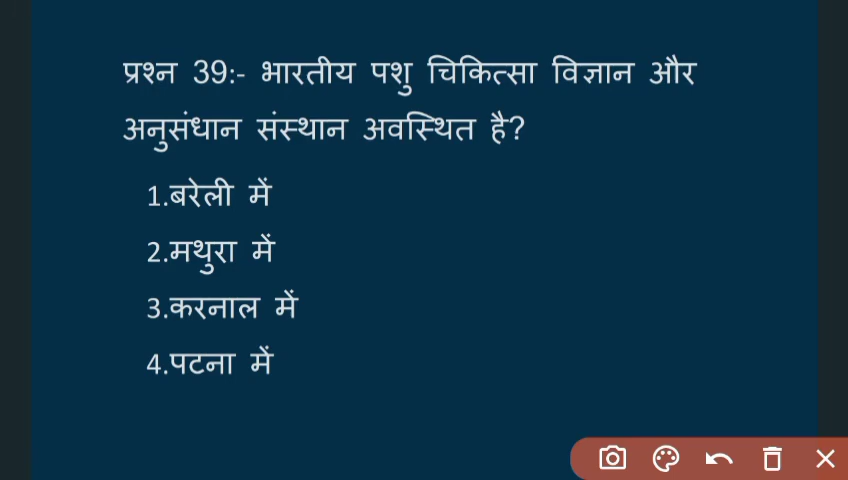 प्रश्न 39:- भारतीय पशु चिकित्सा विज्ञान और
अनुसंधान संस्थान अवस्थित है?
1.बरेली में
2.मथुरा में
3.करनाल में
4.पटना में